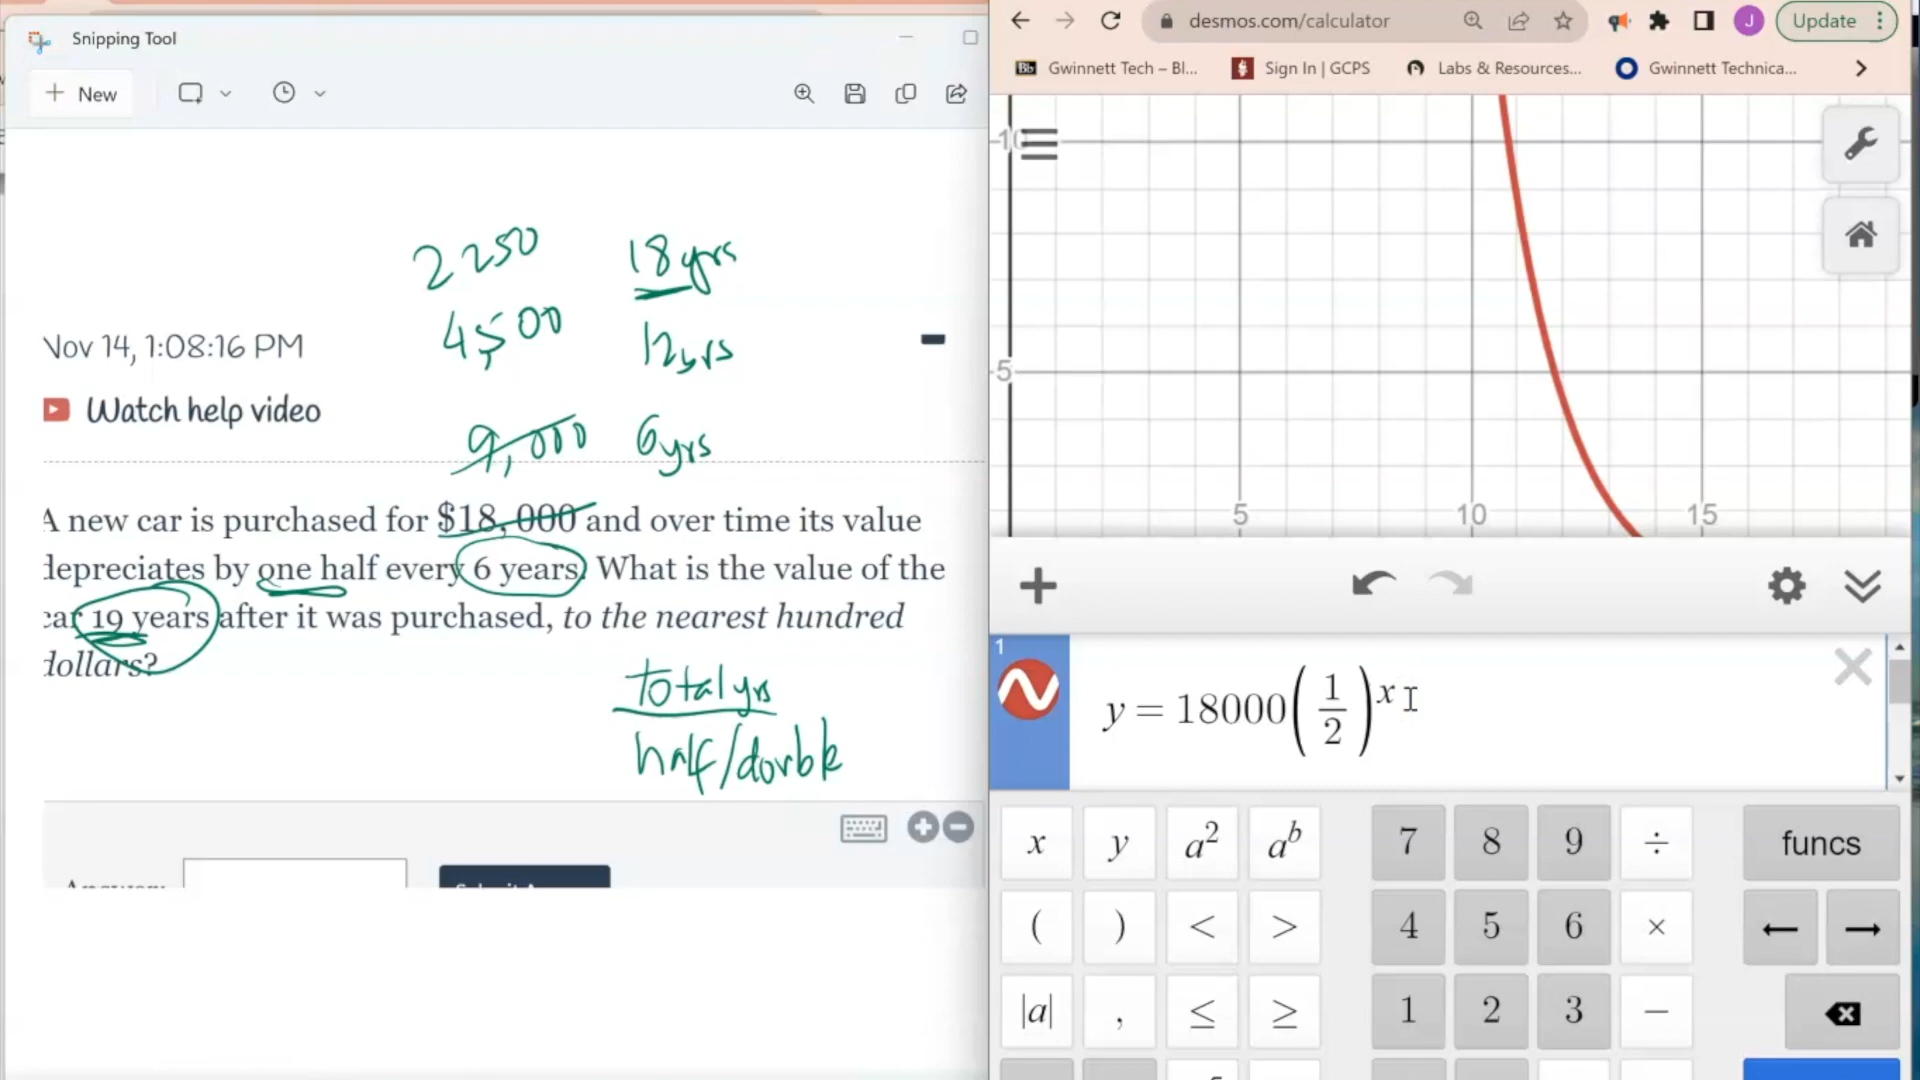 Snipping Tool
New
2250 18yrs
4,500 12yrs
Nov 14, 1:08:16 PM
Watch help video
9,000 6yrs
A new car is purchased for $18,000 and over time its value
depreciates by one half every 6 years. What is the value of the
car 19 years after it was purchased, to the nearest hundred
dollars?
total yrs
half/double
desmos.com/calculator
J
Update
Bb Gwinnett Tech – Bl...
Sign In | GCPS
Labs & Resources...
Gwinnett Technica...
10
5
5 10 15
1
y = 18000(1/2)^x
x y a² aᵇ 7 8 9 ÷ funcs
( ) < > 4 5 6 × ← →
|a| , ≤ ≥ 1 2 3 −